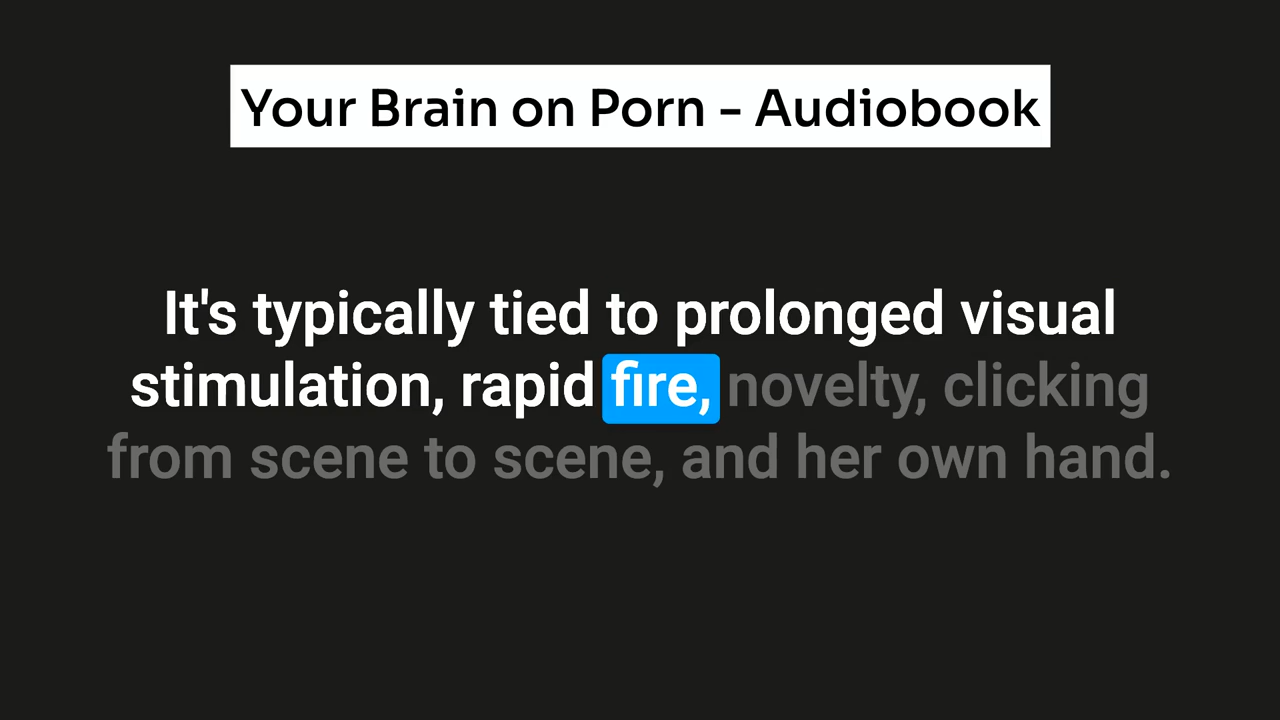 Your Brain on Porn - Audiobook
It's typically tied to prolonged visual
stimulation, rapid fire, novelty, clicking
from scene to scene, and her own hand.